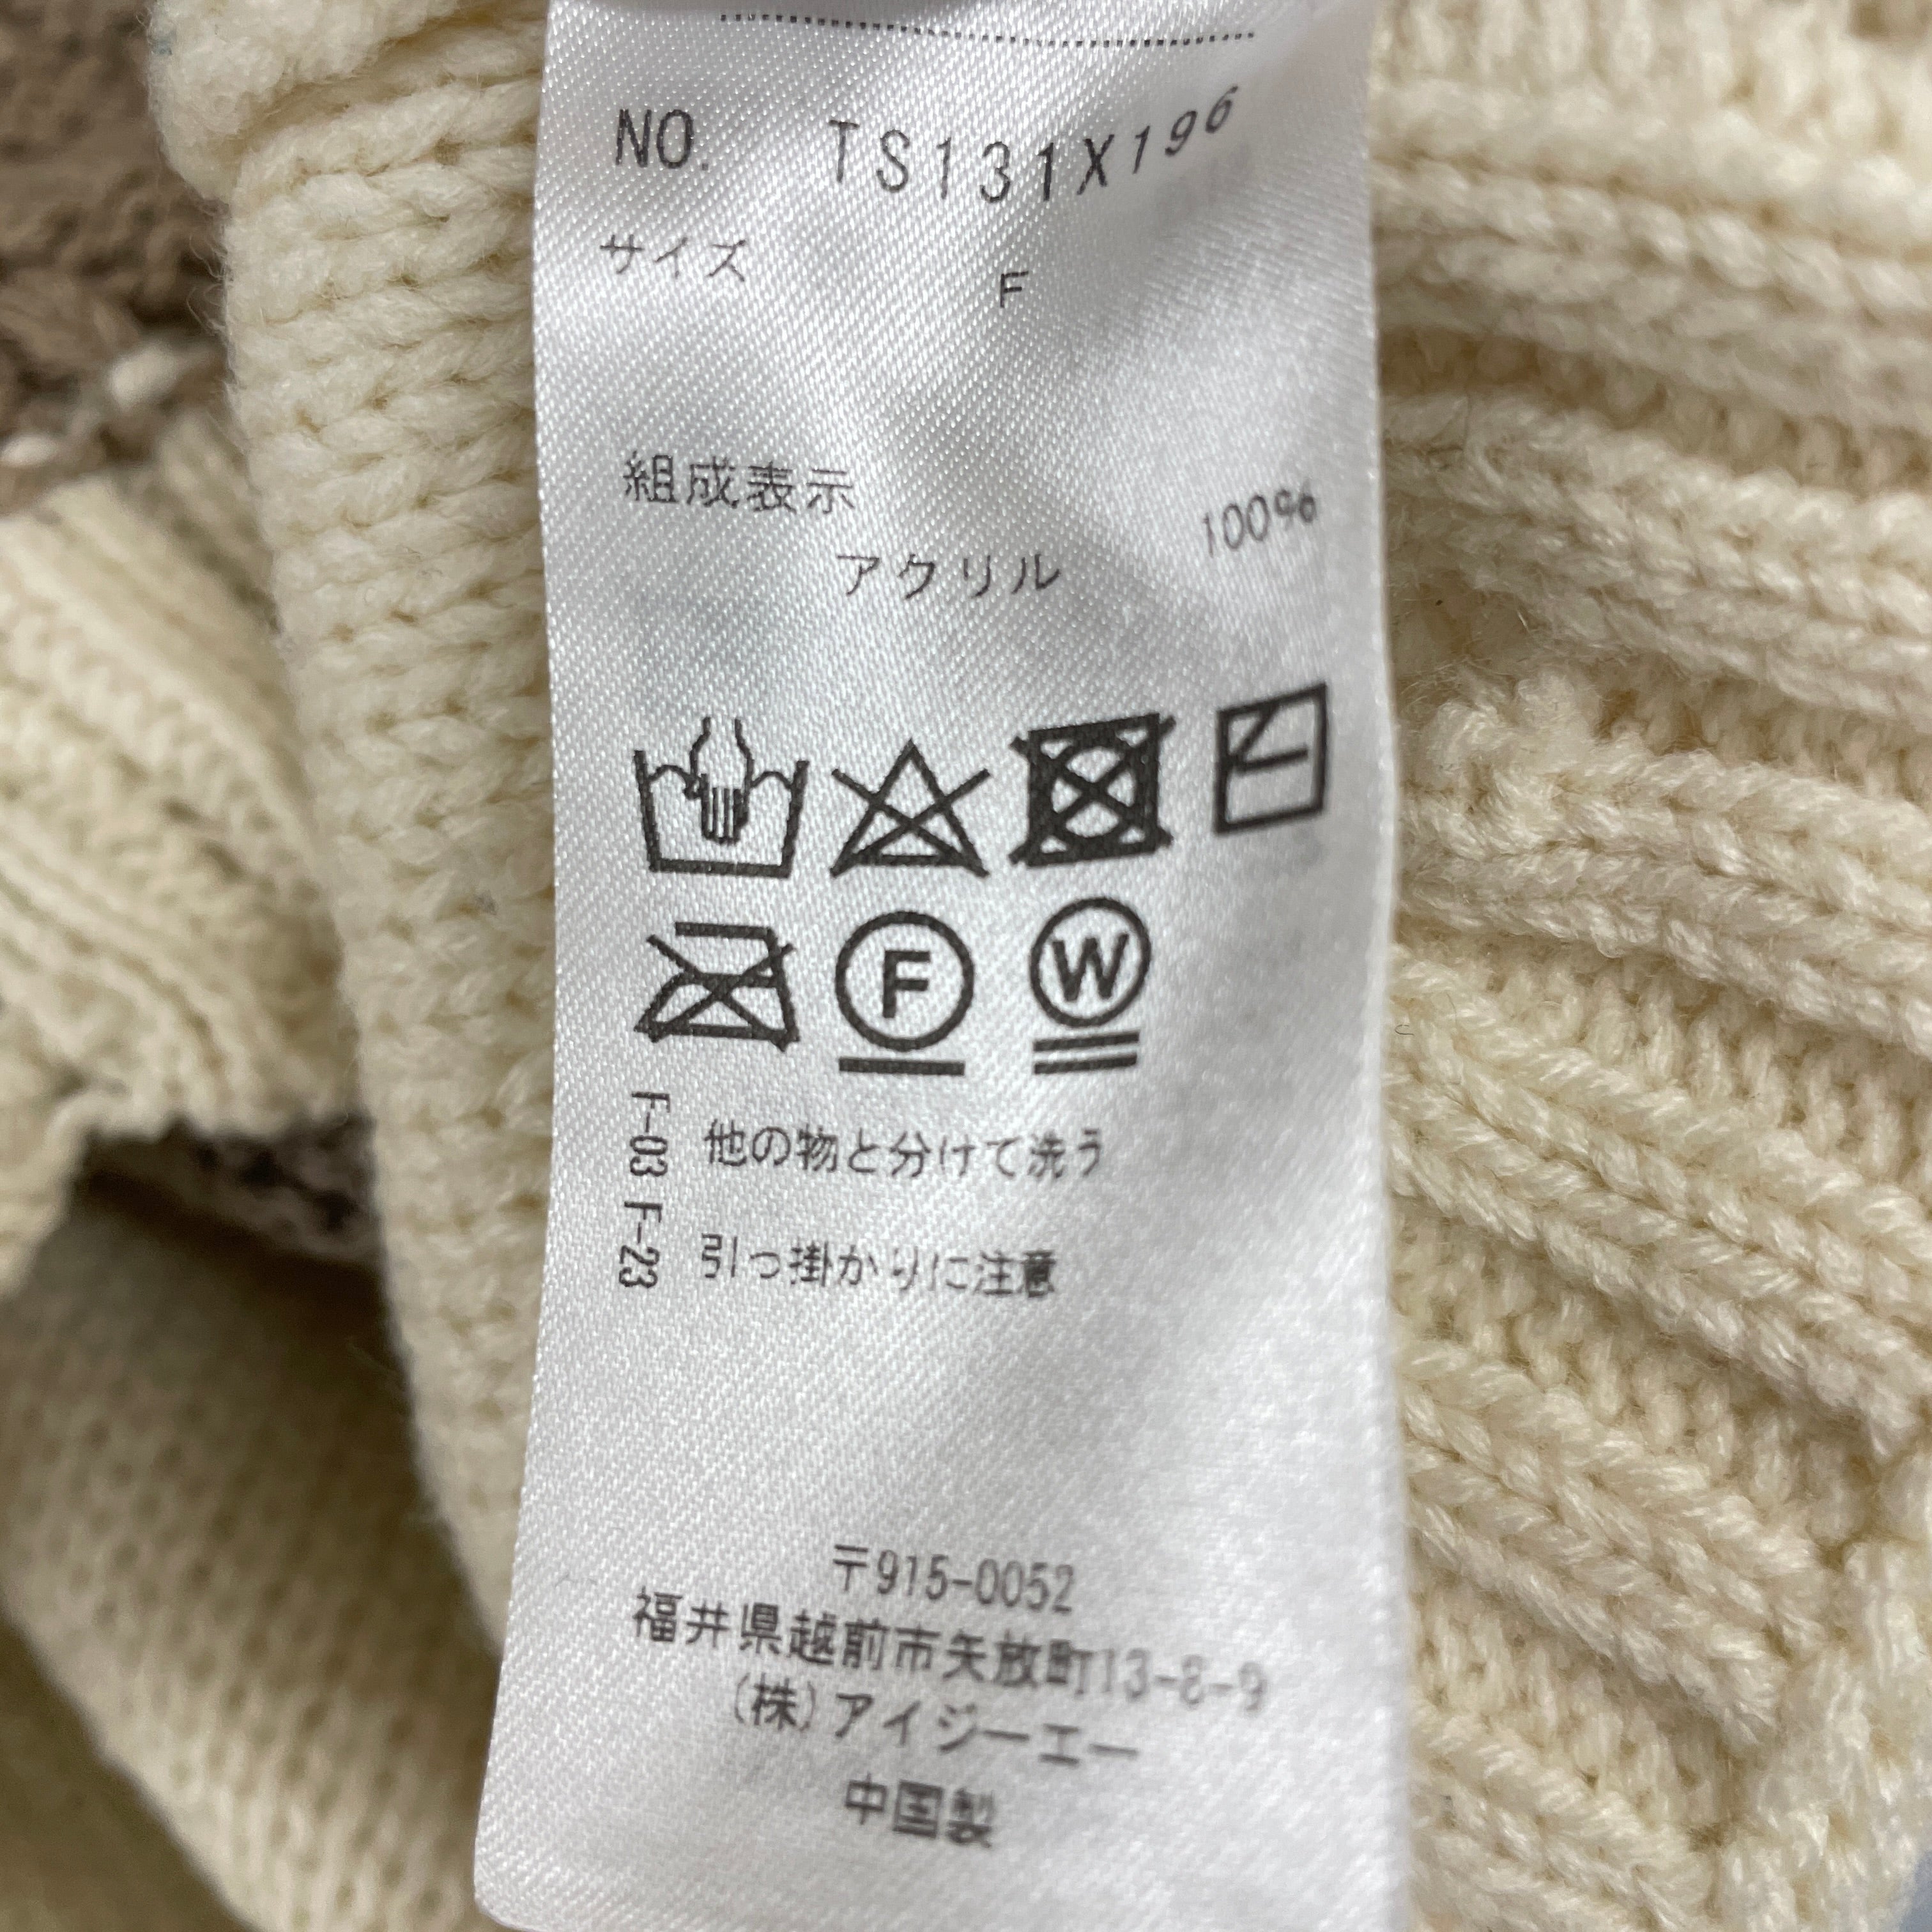 NO. TS131X196
サイズ F
組成表示
アクリル 100%
F
W
F-03 他の物と分けて洗う
F-23 引っ掛かりに注意
〒915-0052
福井県越前市矢放町13-8-9
(株)アイジーエー
中国製